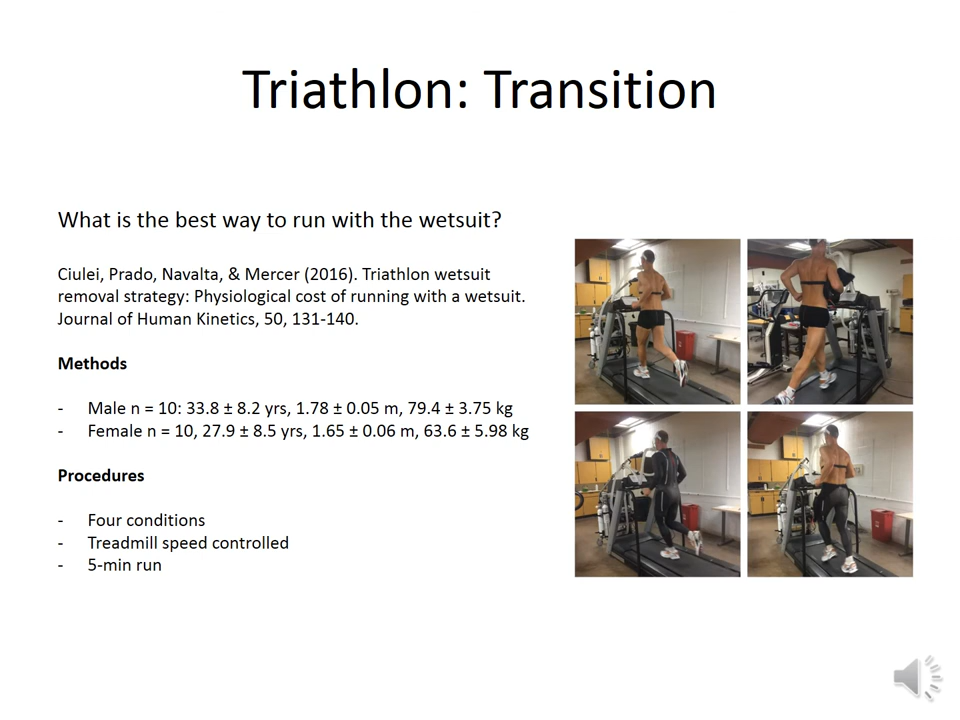 Triathlon: Transition
What is the best way to run with the wetsuit?
Ciulei, Prado, Navalta, & Mercer (2016). Triathlon wetsuit
removal strategy: Physiological cost of running with a wetsuit.
Journal of Human Kinetics, 50, 131-140.
Methods
- Male n = 10: 33.8 ± 8.2 yrs, 1.78 ± 0.05 m, 79.4 ± 3.75 kg
- Female n = 10, 27.9 ± 8.5 yrs, 1.65 ± 0.06 m, 63.6 ± 5.98 kg
Procedures
- Four conditions
- Treadmill speed controlled
- 5-min run